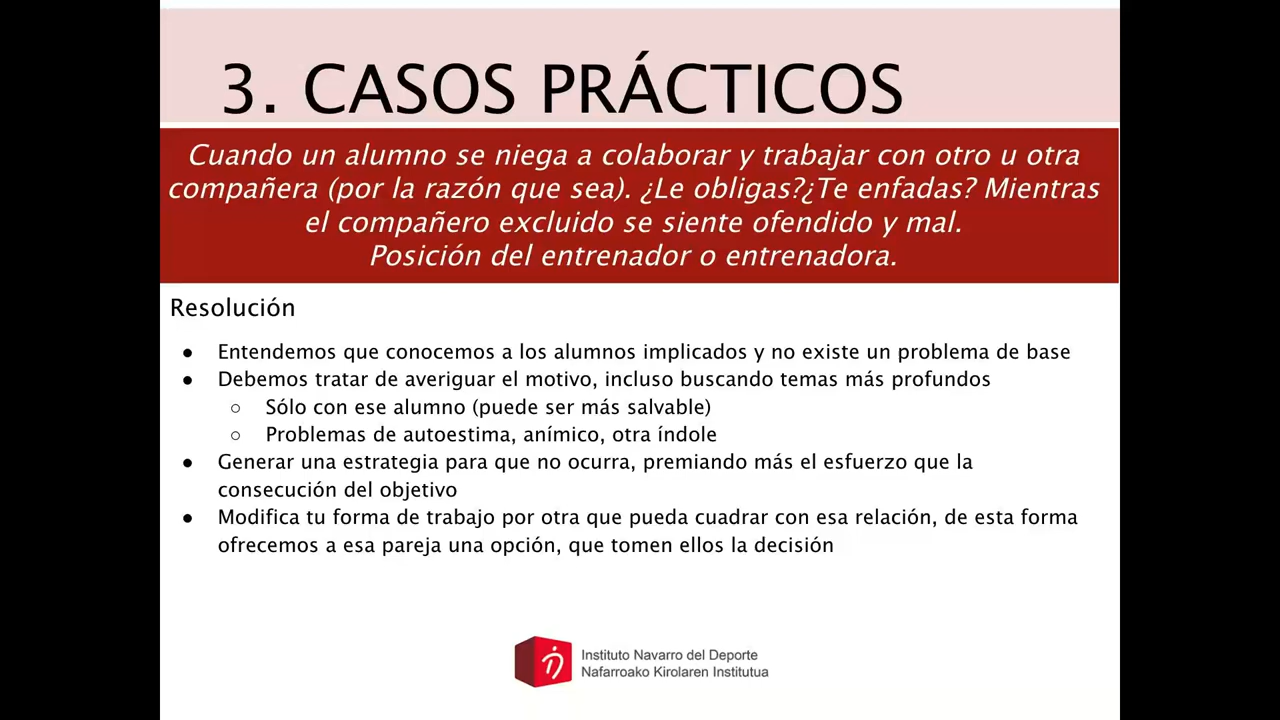 3. CASOS PRÁCTICOS
Cuando un alumno se niega a colaborar y trabajar con otro u otra
compañera (por la razón que sea). ¿Le obligas?¿Te enfadas? Mientras
el compañero excluido se siente ofendido y mal.
Posición del entrenador o entrenadora.
Resolución
● Entendemos que conocemos a los alumnos implicados y no existe un problema de base
● Debemos tratar de averiguar el motivo, incluso buscando temas más profundos
○ Sólo con ese alumno (puede ser más salvable)
○ Problemas de autoestima, anímico, otra índole
● Generar una estrategia para que no ocurra, premiando más el esfuerzo que la
consecución del objetivo
● Modifica tu forma de trabajo por otra que pueda cuadrar con esa relación, de esta forma
ofrecemos a esa pareja una opción, que tomen ellos la decisión
Instituto Navarro del Deporte
Nafarroako Kirolaren Institutua